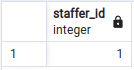 staffer_id
integer
1 1